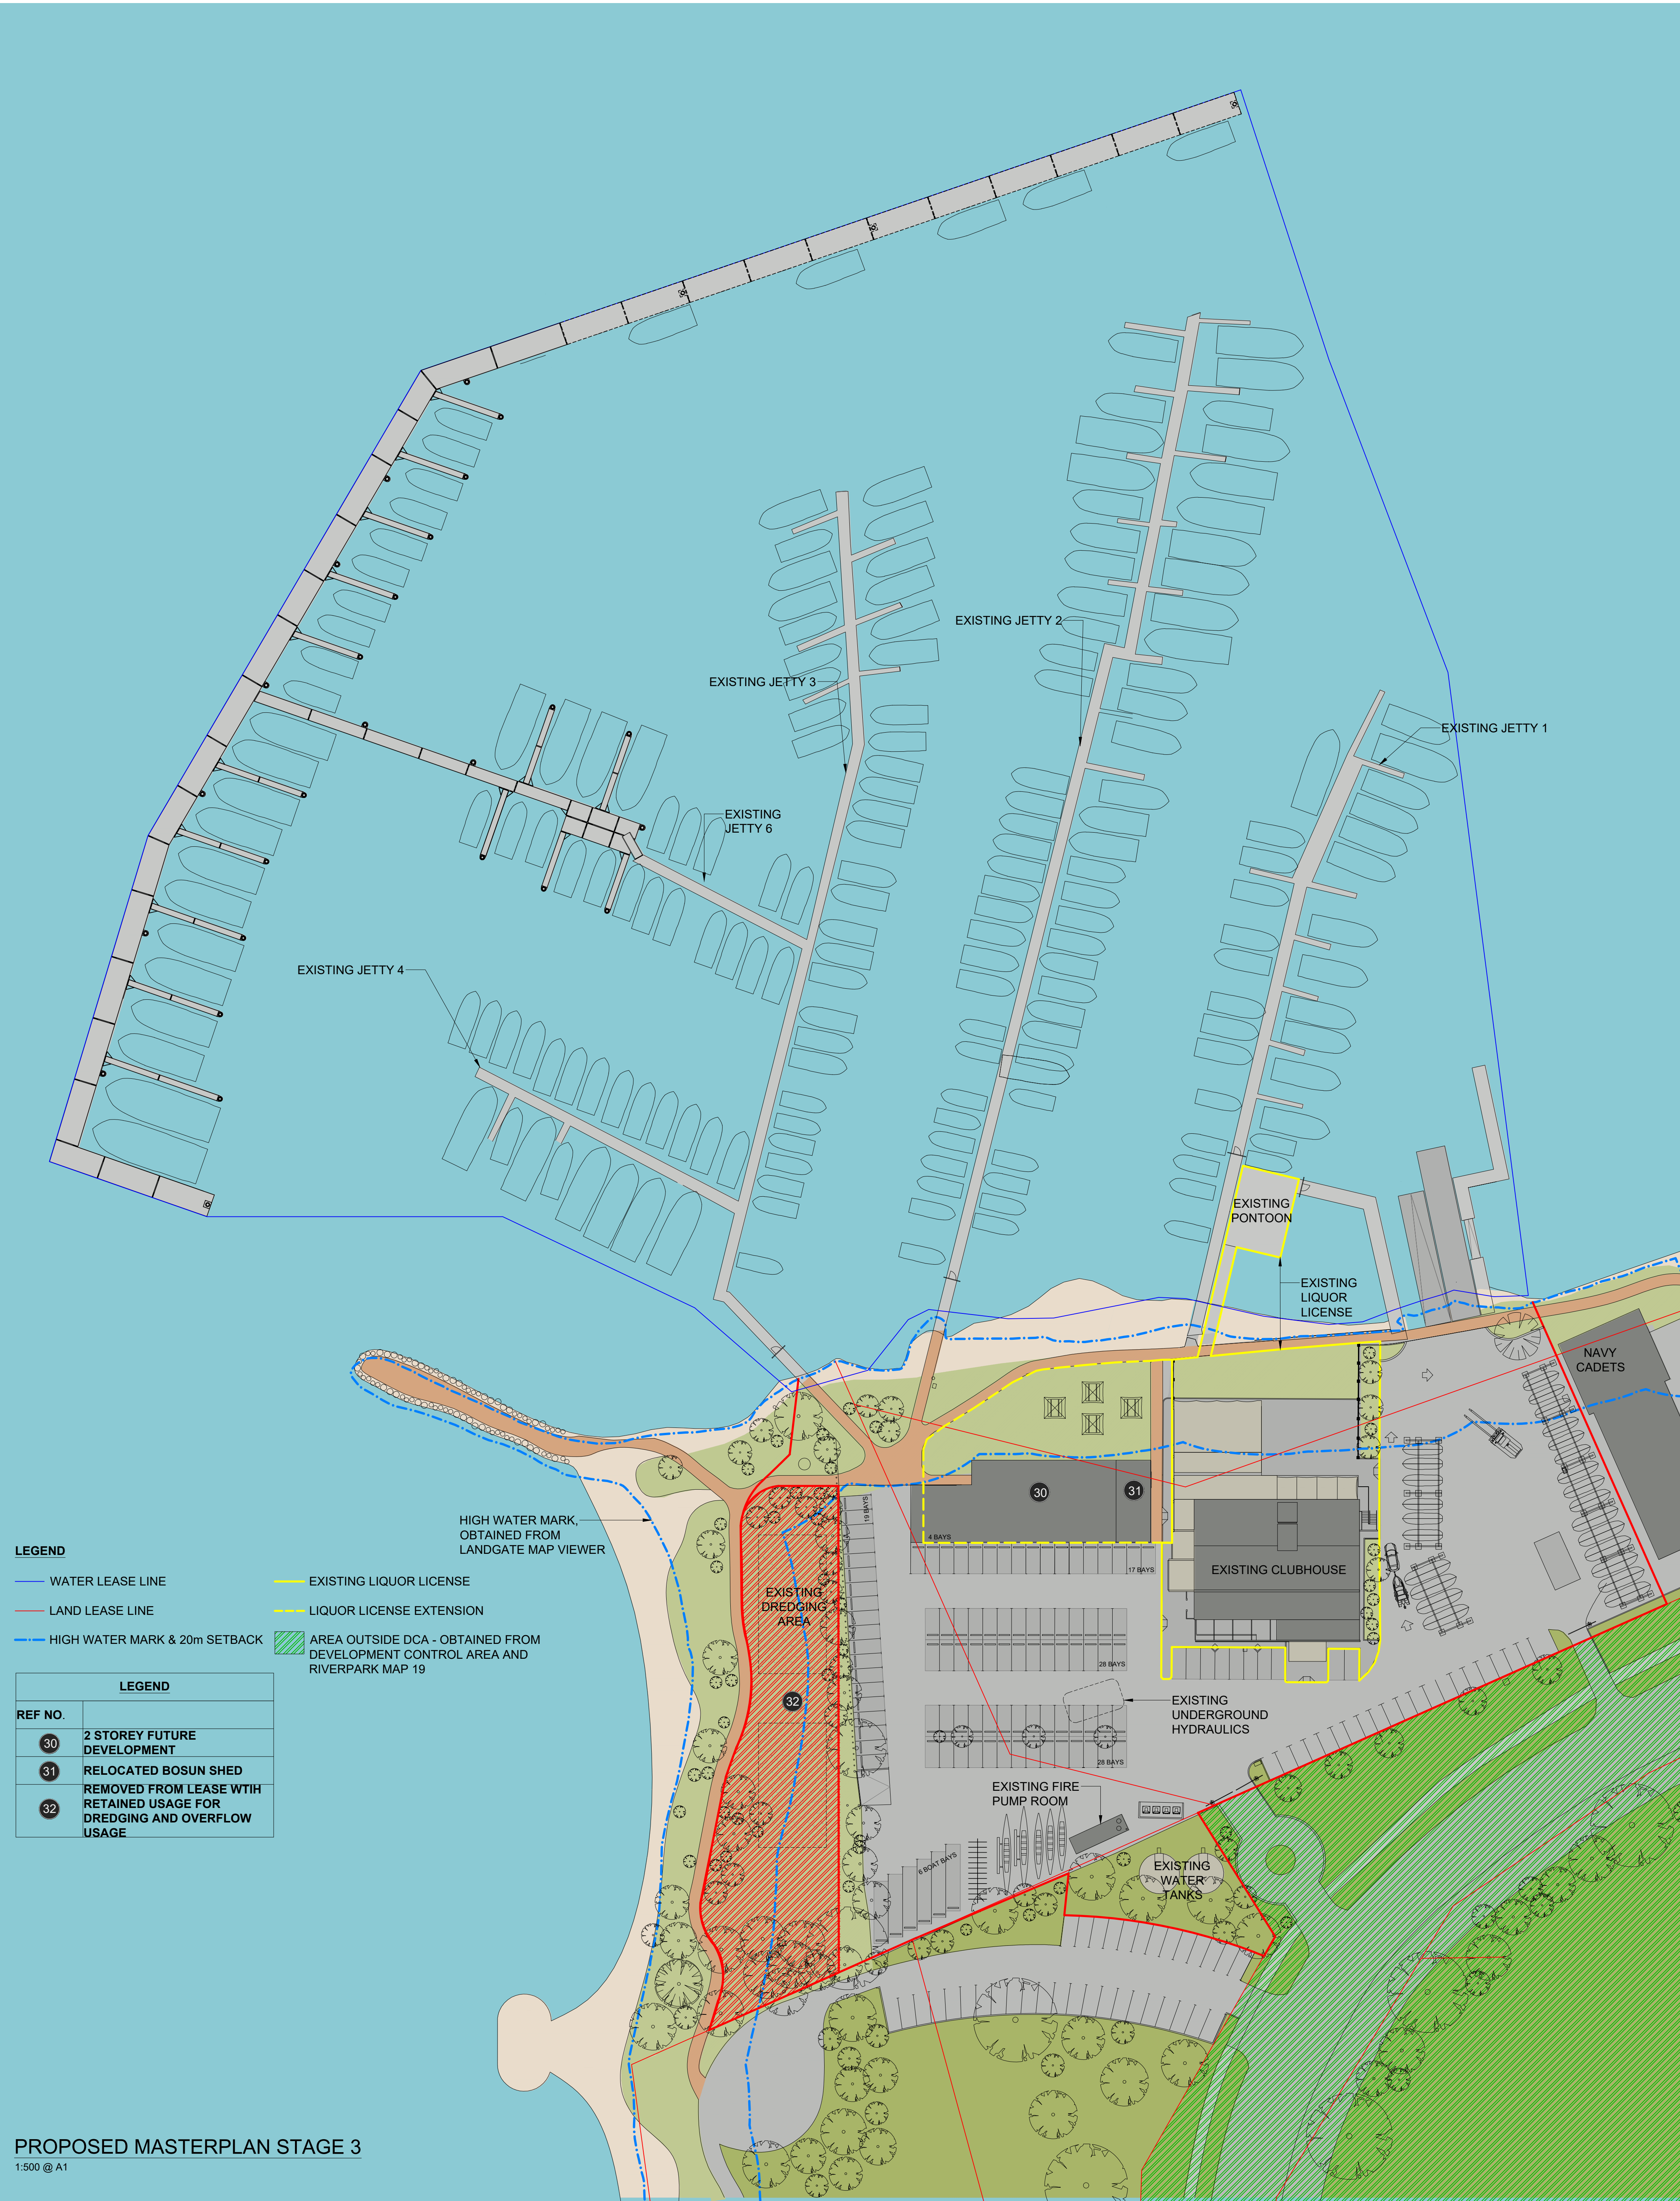 EXISTING JETTY 2
EXISTING JETTY 3
EXISTING JETTY 1
EXISTING
JETTY 6
EXISTING JETTY 4
EXISTING
PONTOON
EXISTING
LIQUOR
LICENSE
NAVY
CADETS
30
31
19 BAYS
4 BAYS
17 BAYS
HIGH WATER MARK,
OBTAINED FROM
LANDGATE MAP VIEWER
EXISTING CLUBHOUSE
EXISTING
DREDGING
AREA
28 BAYS
32
EXISTING
UNDERGROUND
HYDRAULICS
28 BAYS
EXISTING FIRE
PUMP ROOM
6 BOAT BAYS
EXISTING
WATER
TANKS
LEGEND
WATER LEASE LINE
LAND LEASE LINE
HIGH WATER MARK & 20m SETBACK
EXISTING LIQUOR LICENSE
LIQUOR LICENSE EXTENSION
AREA OUTSIDE DCA - OBTAINED FROM
DEVELOPMENT CONTROL AREA AND
RIVERPARK MAP 19
LEGEND
REF NO.
30 2 STOREY FUTURE
DEVELOPMENT
31 RELOCATED BOSUN SHED
32 REMOVED FROM LEASE WTIH
RETAINED USAGE FOR
DREDGING AND OVERFLOW
USAGE
PROPOSED MASTERPLAN STAGE 3
1:500 @ A1